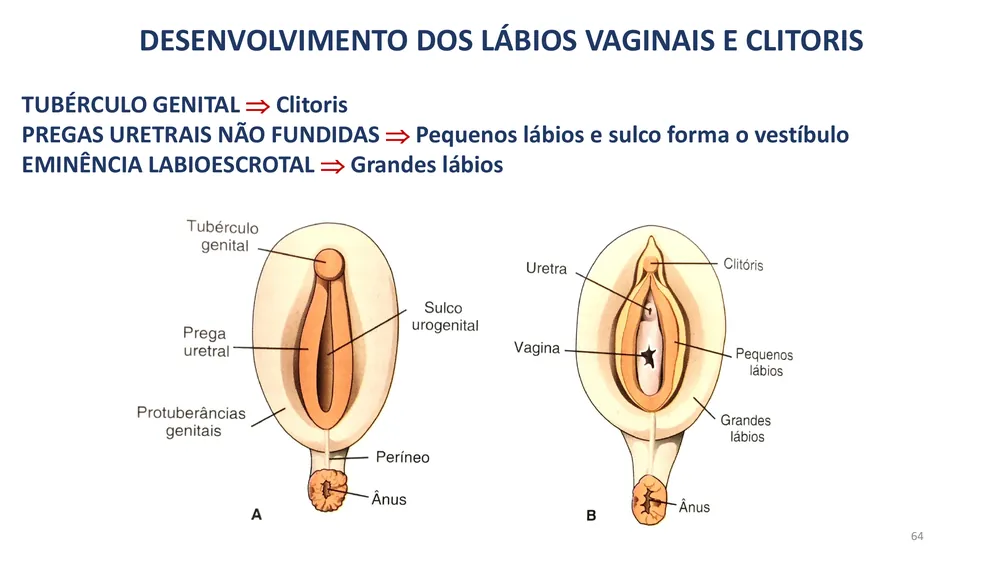 DESENVOLVIMENTO DOS LÁBIOS VAGINAIS E CLITORIS
TUBÉRCULO GENITAL ⇒ Clitoris
PREGAS URETRAIS NÃO FUNDIDAS ⇒ Pequenos lábios e sulco forma o vestíbulo
EMINÊNCIA LABIOESCROTAL ⇒ Grandes lábios
Tubérculo
genital
Sulco
urogenital
Prega
uretral
Protuberâncias
genitais
Períneo
Ânus
A
Uretra
Clitóris
Vagina
Pequenos
lábios
Grandes
lábios
Ânus
B
64